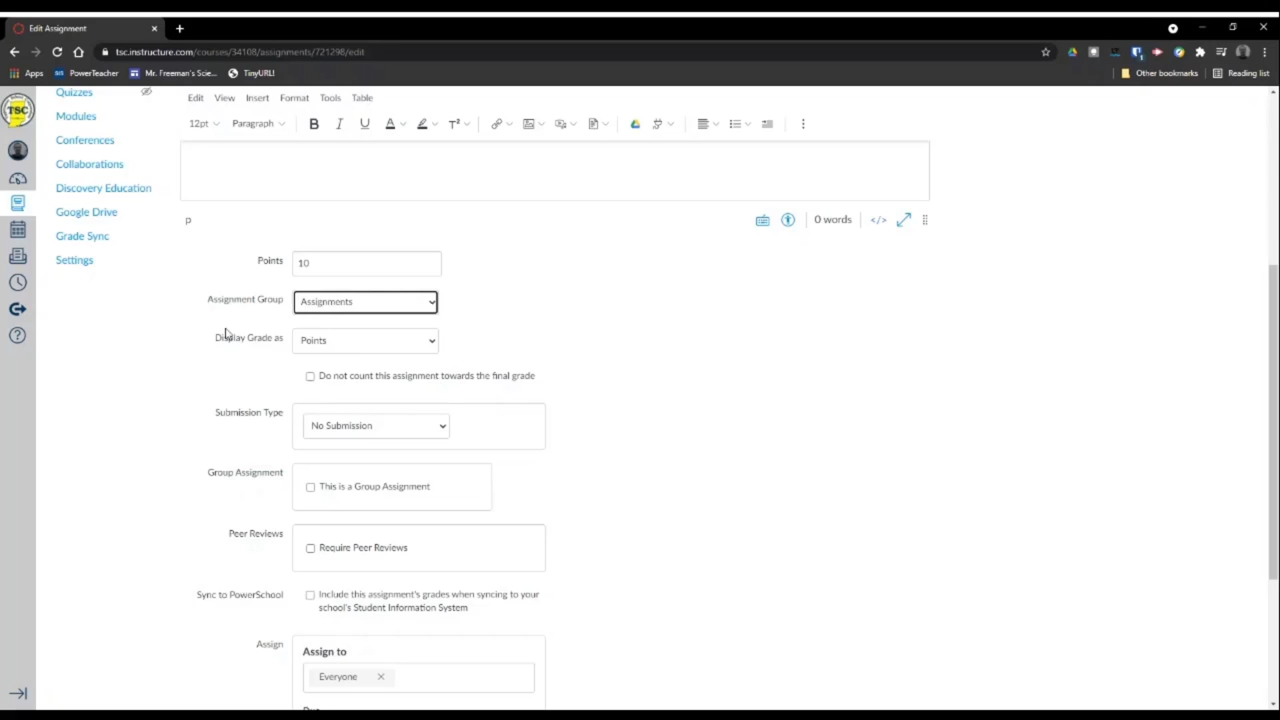 Edit Assignment
tsc.instructure.com/courses/34108/assignments/721298/edit
Apps PowerTeacher Mr. Freeman's Scie... TinyURL! Other bookmarks Reading list
TSC
Quizzes
Modules
Conferences
Collaborations
Discovery Education
Google Drive
Grade Sync
Settings
Edit View Insert Format Tools Table
12pt Paragraph B I U A T²
p 0 words </>
Points 10
Assignment Group Assignments
Display Grade as Points
Do not count this assignment towards the final grade
Submission Type
No Submission
Group Assignment
This is a Group Assignment
Peer Reviews
Require Peer Reviews
Sync to PowerSchool Include this assignment's grades when syncing to your
school's Student Information System
Assign
Assign to
Everyone